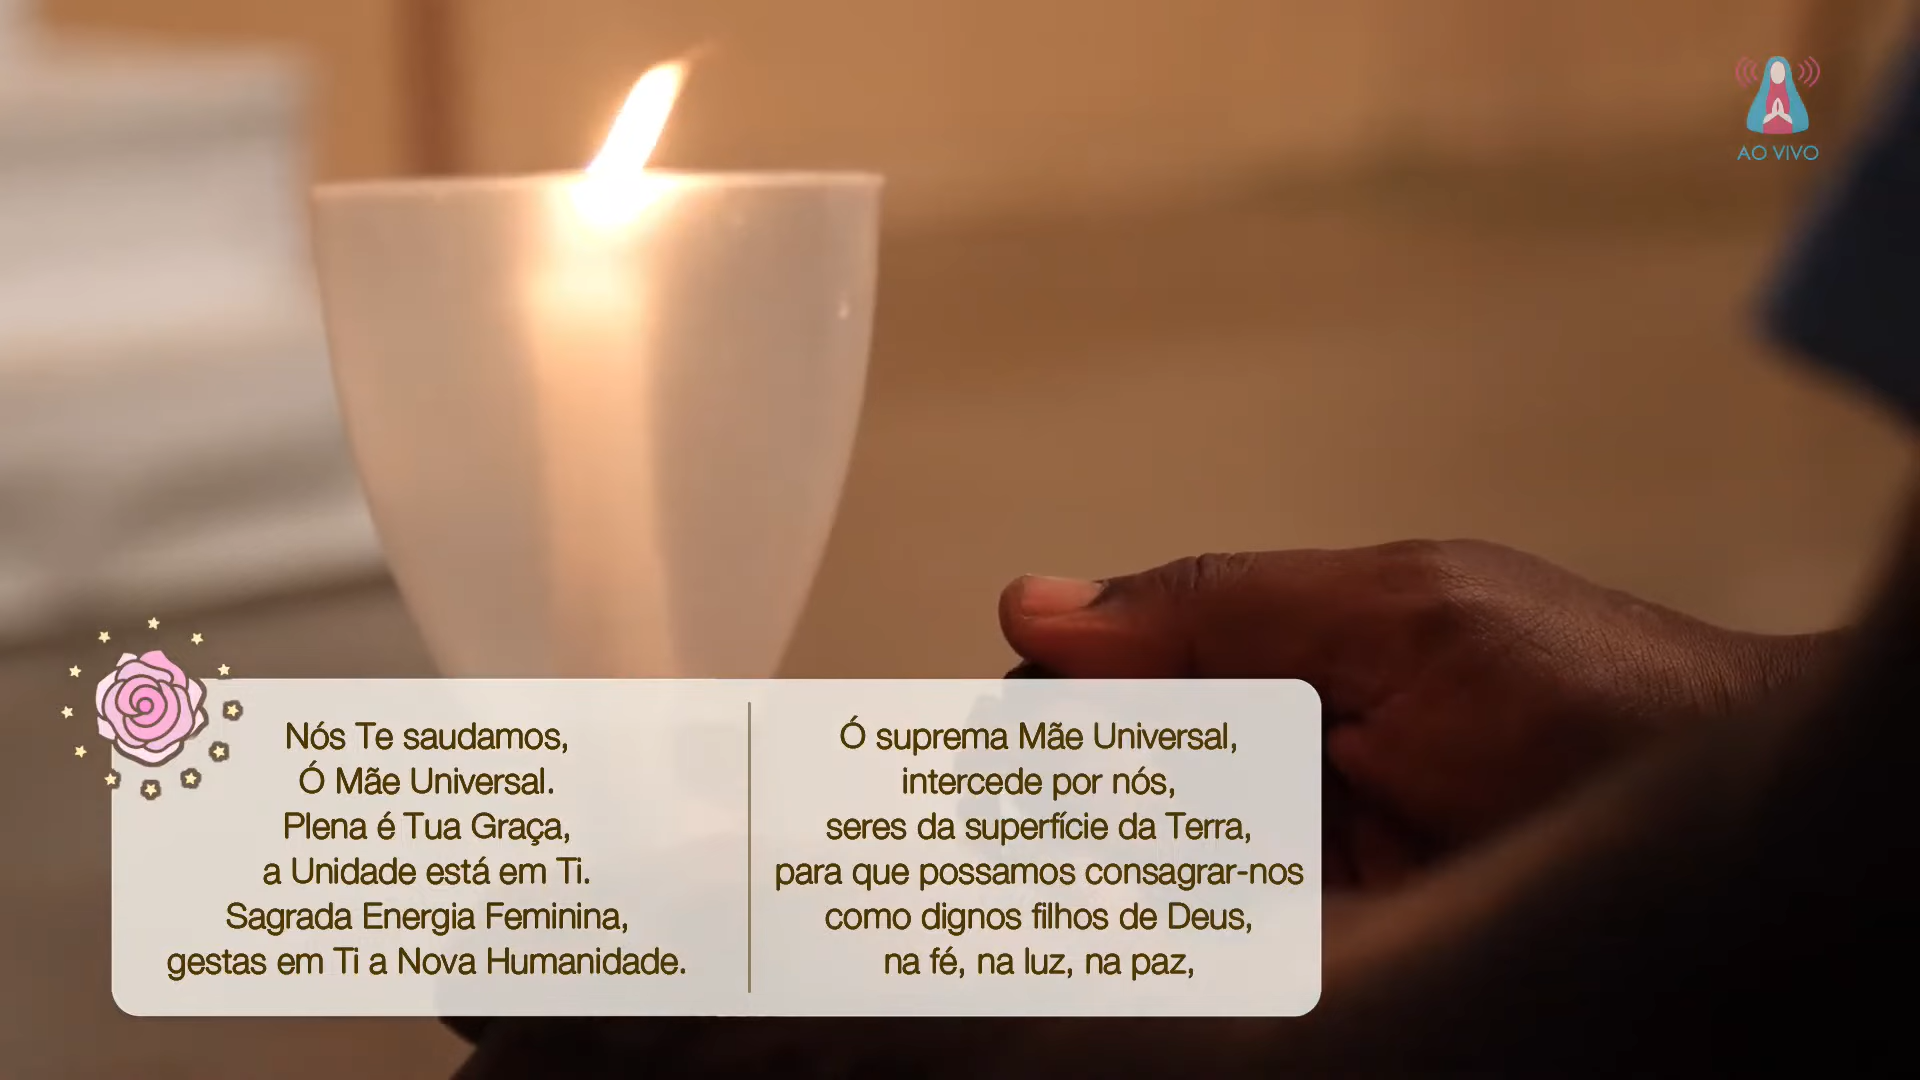 AO VIVO
Nós Te saudamos,
Ó Mãe Universal.
Plena é Tua Graça,
a Unidade está em Ti.
Sagrada Energia Feminina,
gestas em Ti a Nova Humanidade.
Ó suprema Mãe Universal,
intercede por nós,
seres da superfície da Terra,
para que possamos consagrar-nos
como dignos filhos de Deus,
na fé, na luz, na paz,